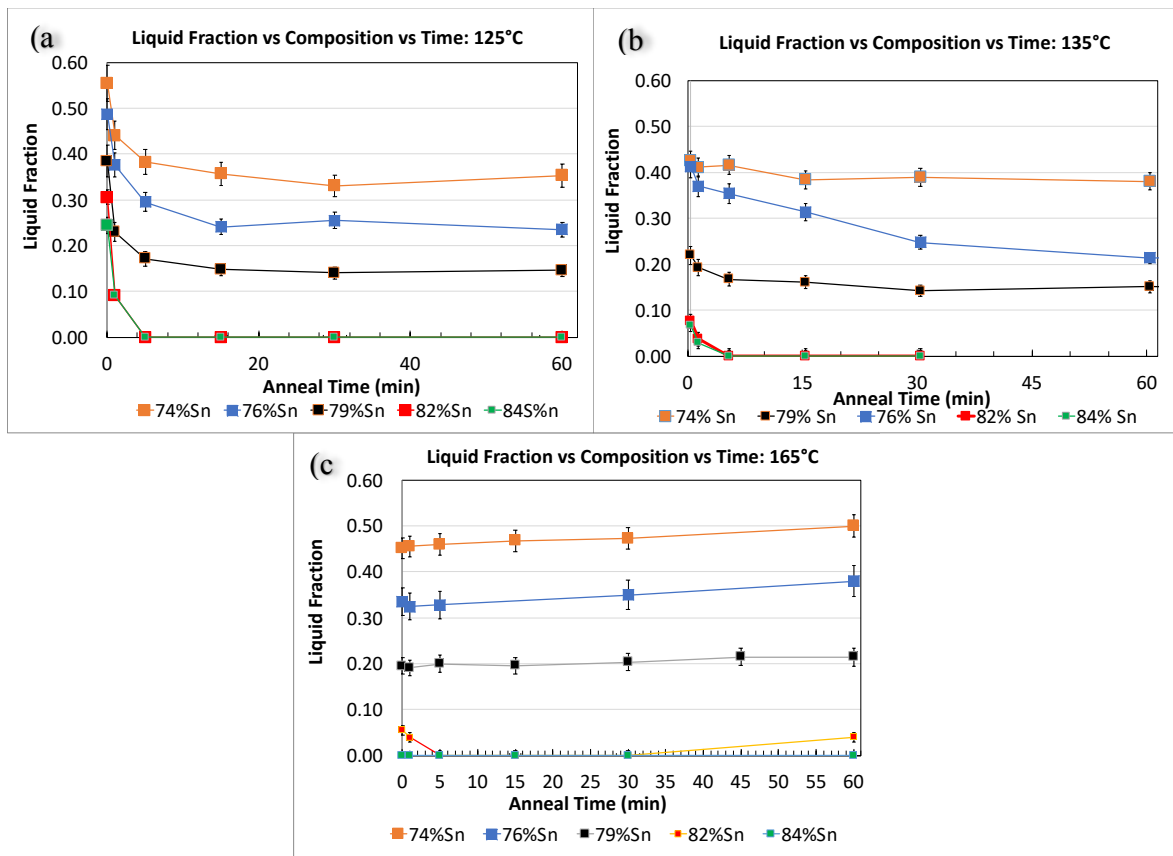 (a
Liquid Fraction vs Composition vs Time: 125°C
0.60
0.50
0.40
0.30
0.20
0.10
0.00
Liquid Fraction
0 20 40 60
Anneal Time (min)
74%Sn 76%Sn 79%Sn 82%Sn 84S%n
(b
Liquid Fraction vs Composition vs Time: 135°C
0.60
0.50
0.40
0.30
0.20
0.10
0.00
Liquid Fraction
0 15 30 45 60
Anneal Time (min)
74% Sn 79% Sn 76% Sn 82% Sn 84% Sn
(c
Liquid Fraction vs Composition vs Time: 165°C
0.60
0.50
0.40
0.30
0.20
0.10
0.00
Liquid Fraction
0 5 10 15 20 25 30 35 40 45 50 55 60
Anneal Time (min)
74%Sn 76%Sn 79%Sn 82%Sn 84%Sn